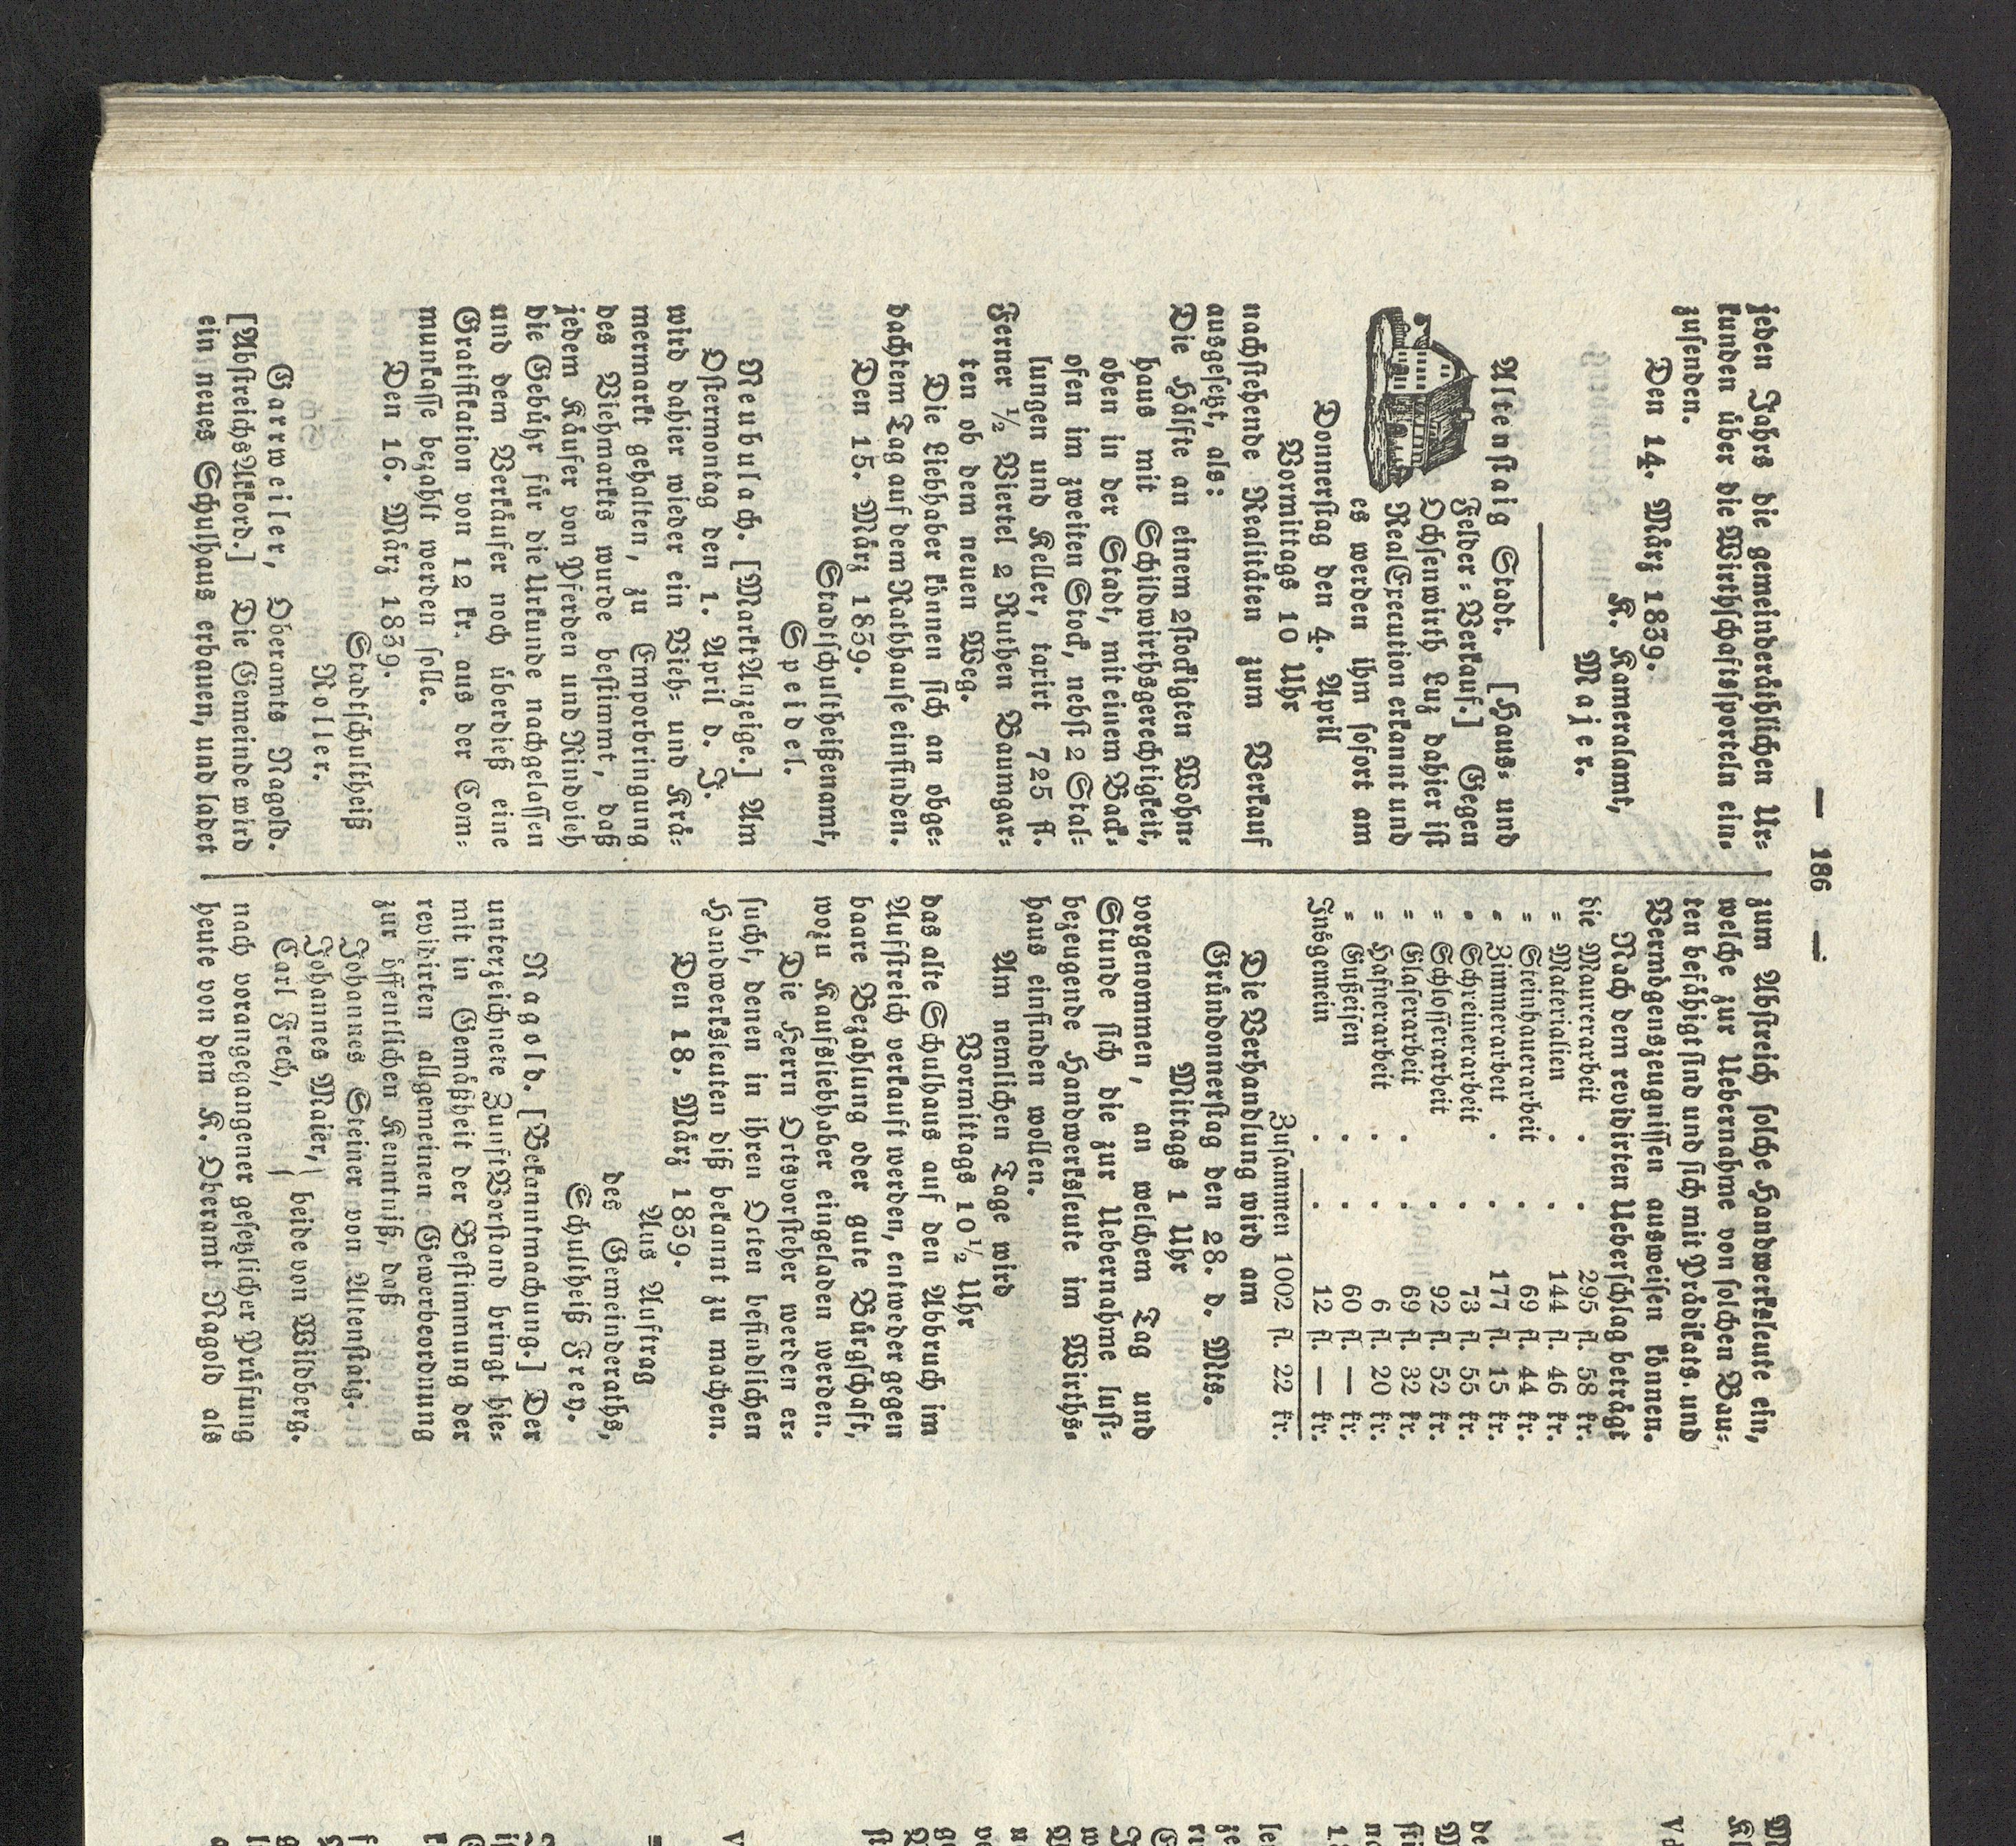 — 186 —
jeden Jahrs die gemeinderäthlichen Ur-
kunden über die Wirthschaftssporteln ein-
zusenden.
Den 14. März 1839.
K. Kameralamt,
Majer.
Altenstaig Stadt. [Haus- und
Felder-Verkauf.] Gegen
Ochsenwirth Luz dahier ist
RealExecution erkannt und
es werden ihm sofort am
Donnerstag den 4. April
Vormittags 10 Uhr
nachstehende Realitäten zum Verkauf
ausgesetzt, als:
Die Hälfte an einem 2stockigten Wohn-
haus mit Schildwirthsgerechtigkeit,
oben in der Stadt, mit einem Back-
ofen im zweiten Stock, nebst 2 Stal-
lungen und Keller, taxirt 725 fl.
Ferner ½ Viertel 2 Ruthen Baumgar-
ten ob dem neuen Weg.
Die Liebhaber können sich an obge-
dachtem Tag auf dem Rathhause einfinden.
Den 15. März 1839.
Stadtschultheißenamt,
Speidel.
Neubulach. [MarktAnzeige.] Am
Ostermontag den 1. April d. J.
wird dahier wieder ein Vieh- und Krä-
mermarkt gehalten, zu Emporbringung
des Viehmarkts wurde bestimmt, daß
jedem Käufer von Pferden und Rindvieh
die Gebühr für die Urkunde nachgelassen
und dem Verkäufer noch überdieß eine
Gratifikation von 12 kr. aus der Com-
munkasse bezahlt werden solle.
Den 16. März 1839.
Stadtschultheiß
Roller.
Garrweiler, Oberamts Nagold.
[AbstreichsAkkord.] Die Gemeinde wird
ein neues Schulhaus erbauen, und ladet
zum Abstreich solche Handwerksleute ein,
welche zur Uebernahme von solchen Bau-
ten befähigt sind und sich mit Prädikats- und
Vermögenszeugnissen ausweisen können.
Nach dem revidirten Ueberschlag beträgt
die Maurerarbeit . . 295 fl. 58 kr.
= Materialien . . 144 fl. 46 kr.
= Steinhauerarbeit . 69 fl. 44 kr.
= Zimmerarbeit . . 177 fl. 15 kr.
= Schreinerarbeit . 73 fl. 55 kr.
= Schlosserarbeit . 92 fl. 52 kr.
= Glaserarbeit . . 69 fl. 32 kr.
= Hafnerarbeit . . 6 fl. 20 kr.
= Gußeisen . . 60 fl. — kr.
Insgemein . . 12 fl. — kr.
Zusammen 1002 fl. 22 kr.
Die Verhandlung wird am
Gründonnerstag den 28. d. Mts.
Mittags 1 Uhr
vorgenommen, an welchem Tag und
Stunde sich die zur Uebernahme lust-
bezeugende Handwerksleute im Wirths-
haus einfinden wollen.
Am nemlichen Tage wird
Vormittags 10½ Uhr
das alte Schulhaus auf den Abbruch im
Aufstreich verkauft werden, entweder gegen
baare Bezahlung oder gute Bürgschaft,
wozu Kaufsliebhaber eingeladen werden.
Die Herrn Ortsvorsteher werden er-
sucht, denen in ihren Orten befindlichen
Handwerksleuten diß bekannt zu machen.
Den 18. März 1839.
Aus Auftrag
des Gemeinderaths,
Schultheiß Frey.
Nagold. [Bekanntmachung.] Der
unterzeichnete ZunftVorstand bringt hie-
mit in Gemäßheit der Bestimmung der
revidirten allgemeinen Gewerbeordnung
zur öffentlichen Kenntniß, daß
Johannes Steiner von Altenstaig.
Johannes Maier, } beide von Wildberg.
Carl Frech,
nach vorangegangener gesezlicher Prüfung
heute von dem K. Oberamt Nagold als